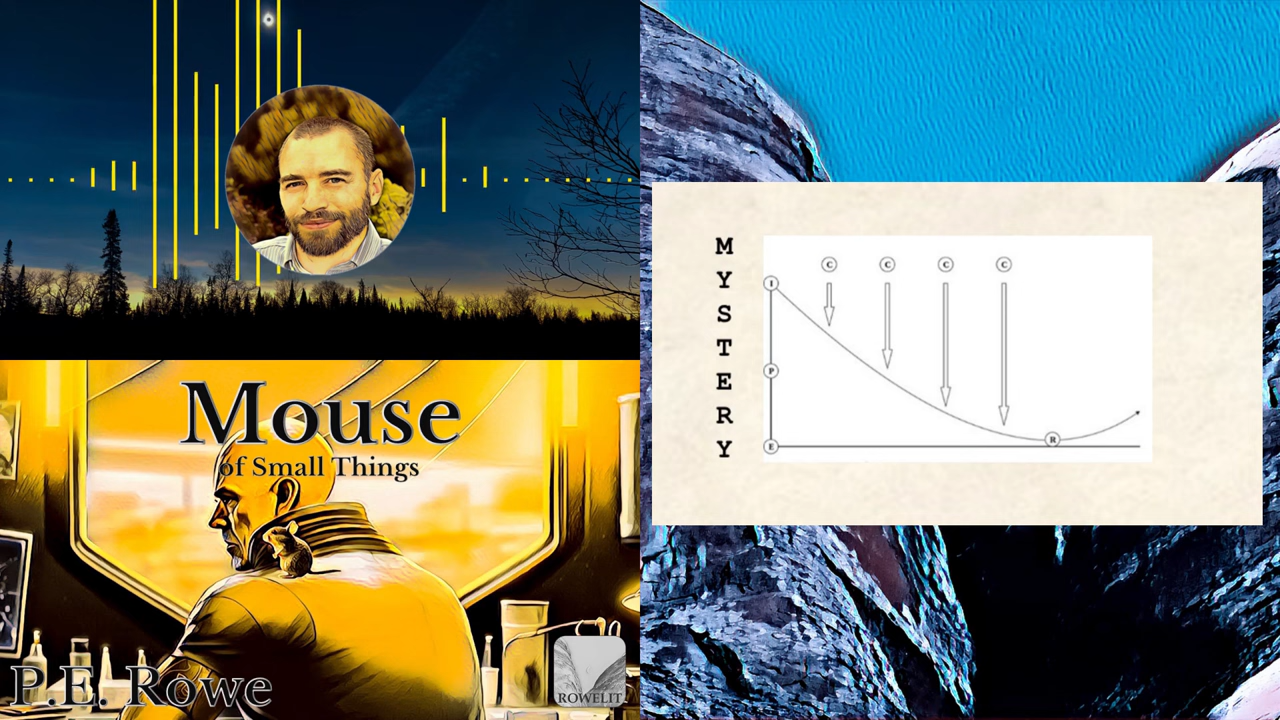 Mouse
of Small Things
P.E. Rowe
ROWELIT
M
Y
S
T
E
R
Y
C C C C
I
P
E
R